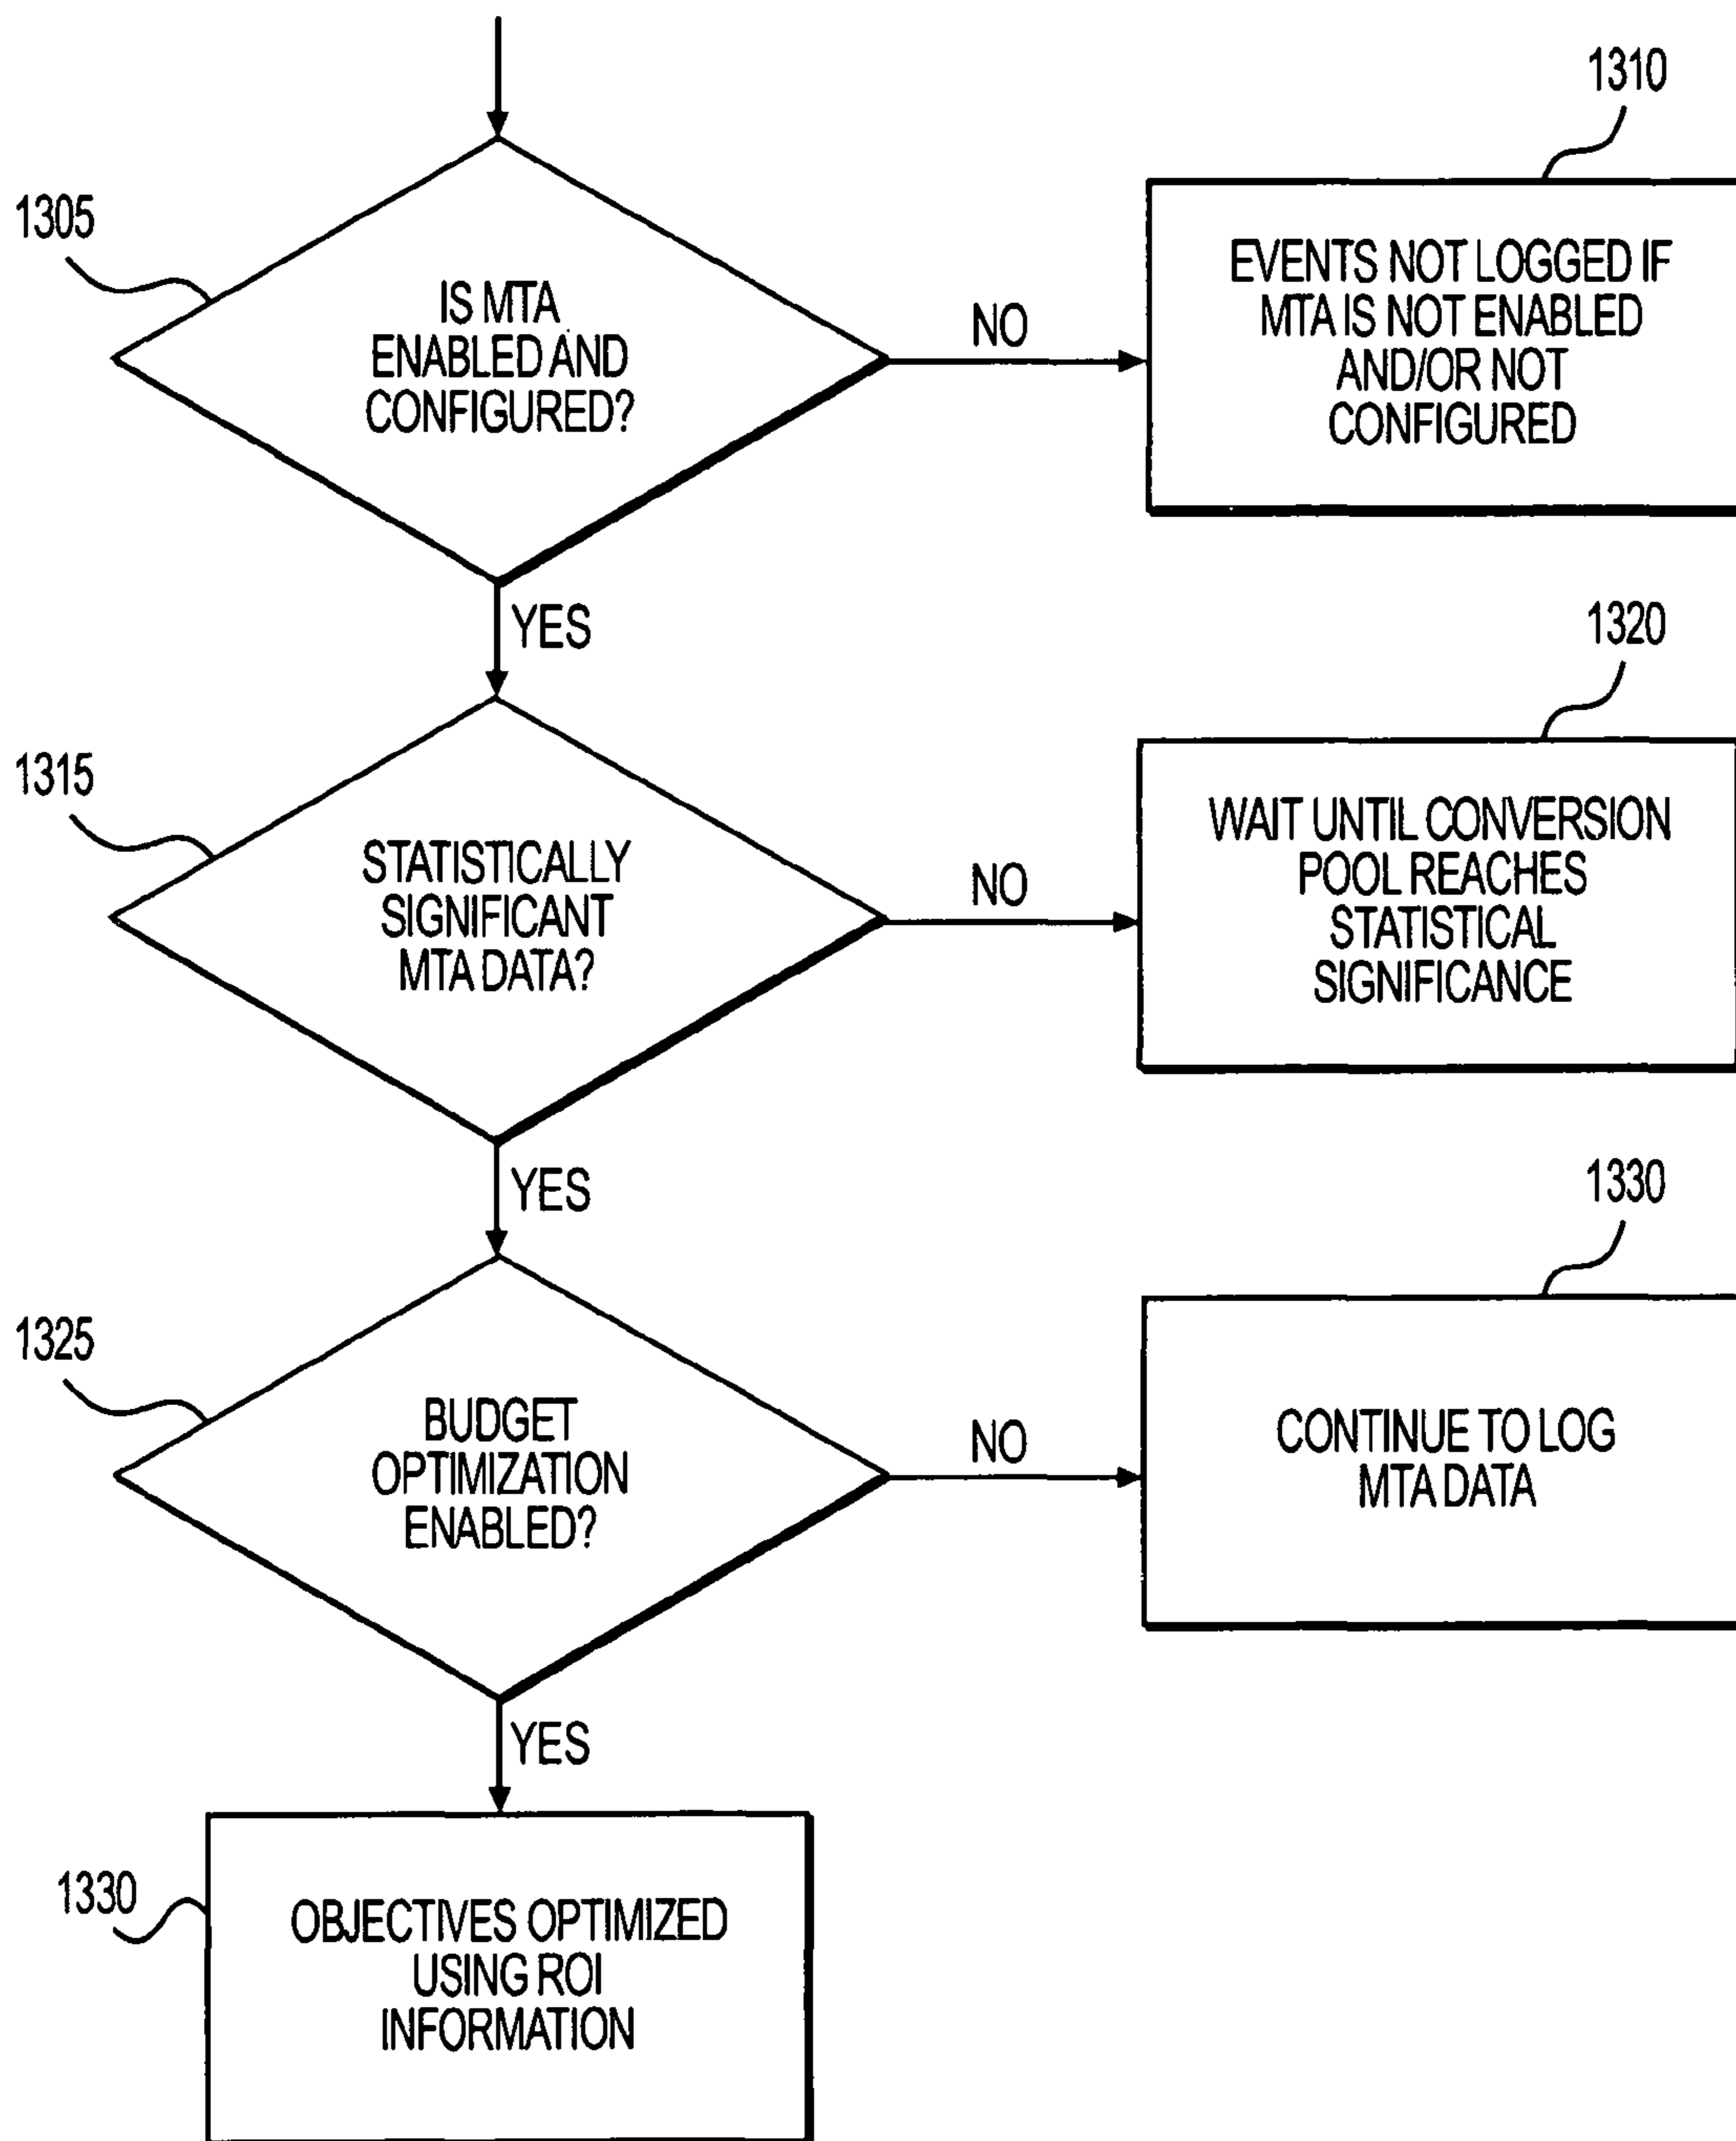 1310
1305
IS MTA
ENABLED AND
CONFIGURED?
NO
EVENTS NOT LOGGED IF
MTA IS NOT ENABLED
AND/OR NOT
CONFIGURED
YES
1320
1315
STATISTICALLY
SIGNIFICANT
MTA DATA?
NO
WAIT UNTIL CONVERSION
POOL REACHES
STATISTICAL
SIGNIFICANCE
YES
1330
1325
BUDGET
OPTIMIZATION
ENABLED?
NO
CONTINUE TO LOG
MTA DATA
YES
1330
OBJECTIVES OPTIMIZED
USING ROI
INFORMATION